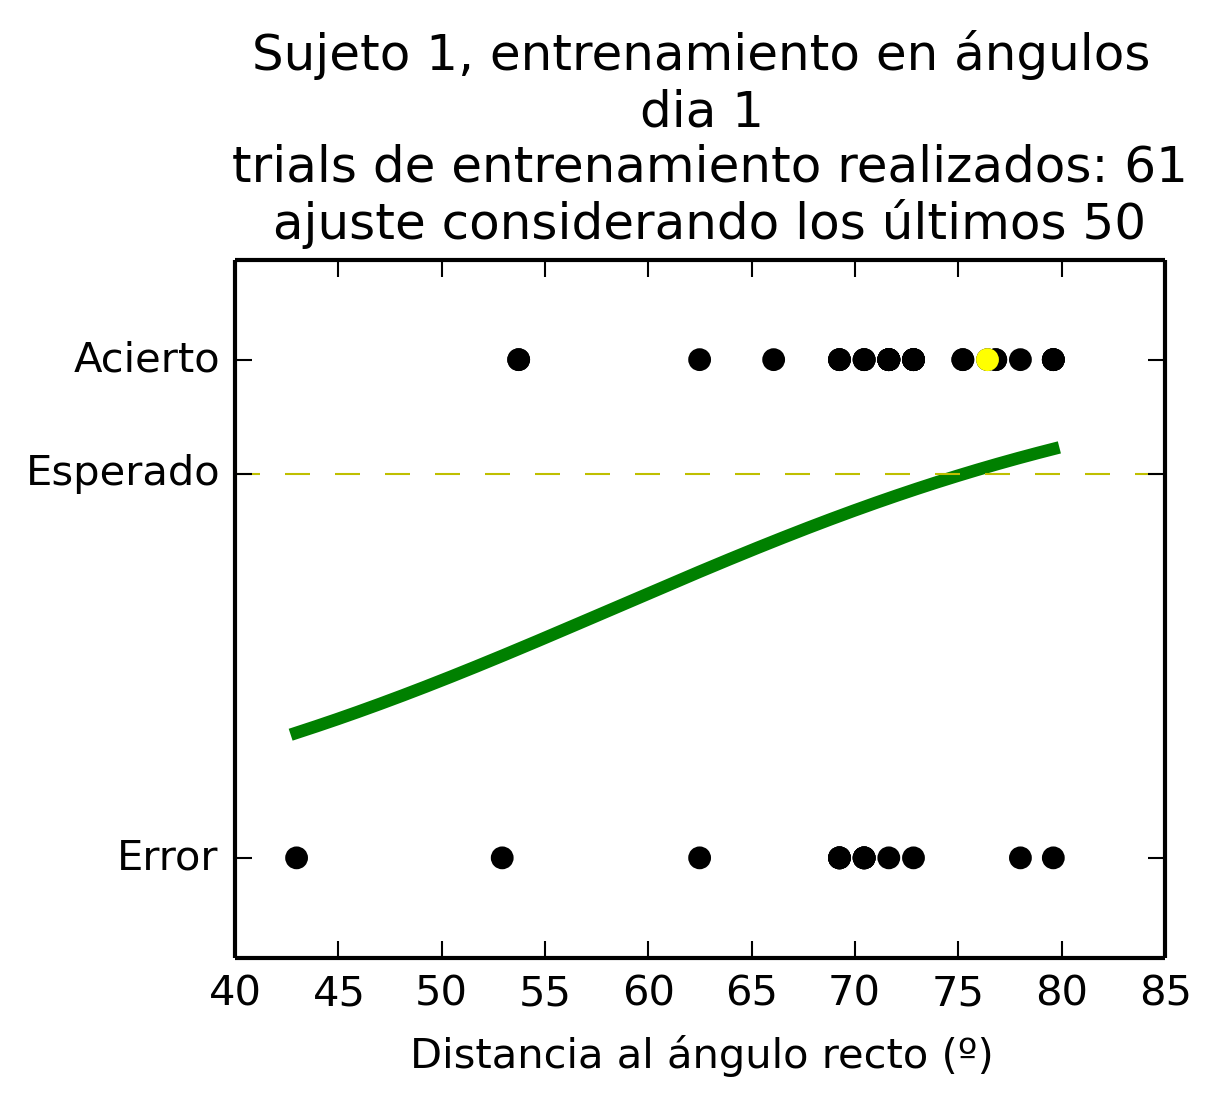 Sujeto 1, entrenamiento en ángulos
dia 1
trials de entrenamiento realizados: 61
ajuste considerando los últimos 50
Acierto
Esperado
Error
40 45 50 55 60 65 70 75 80 85
Distancia al ángulo recto (º)